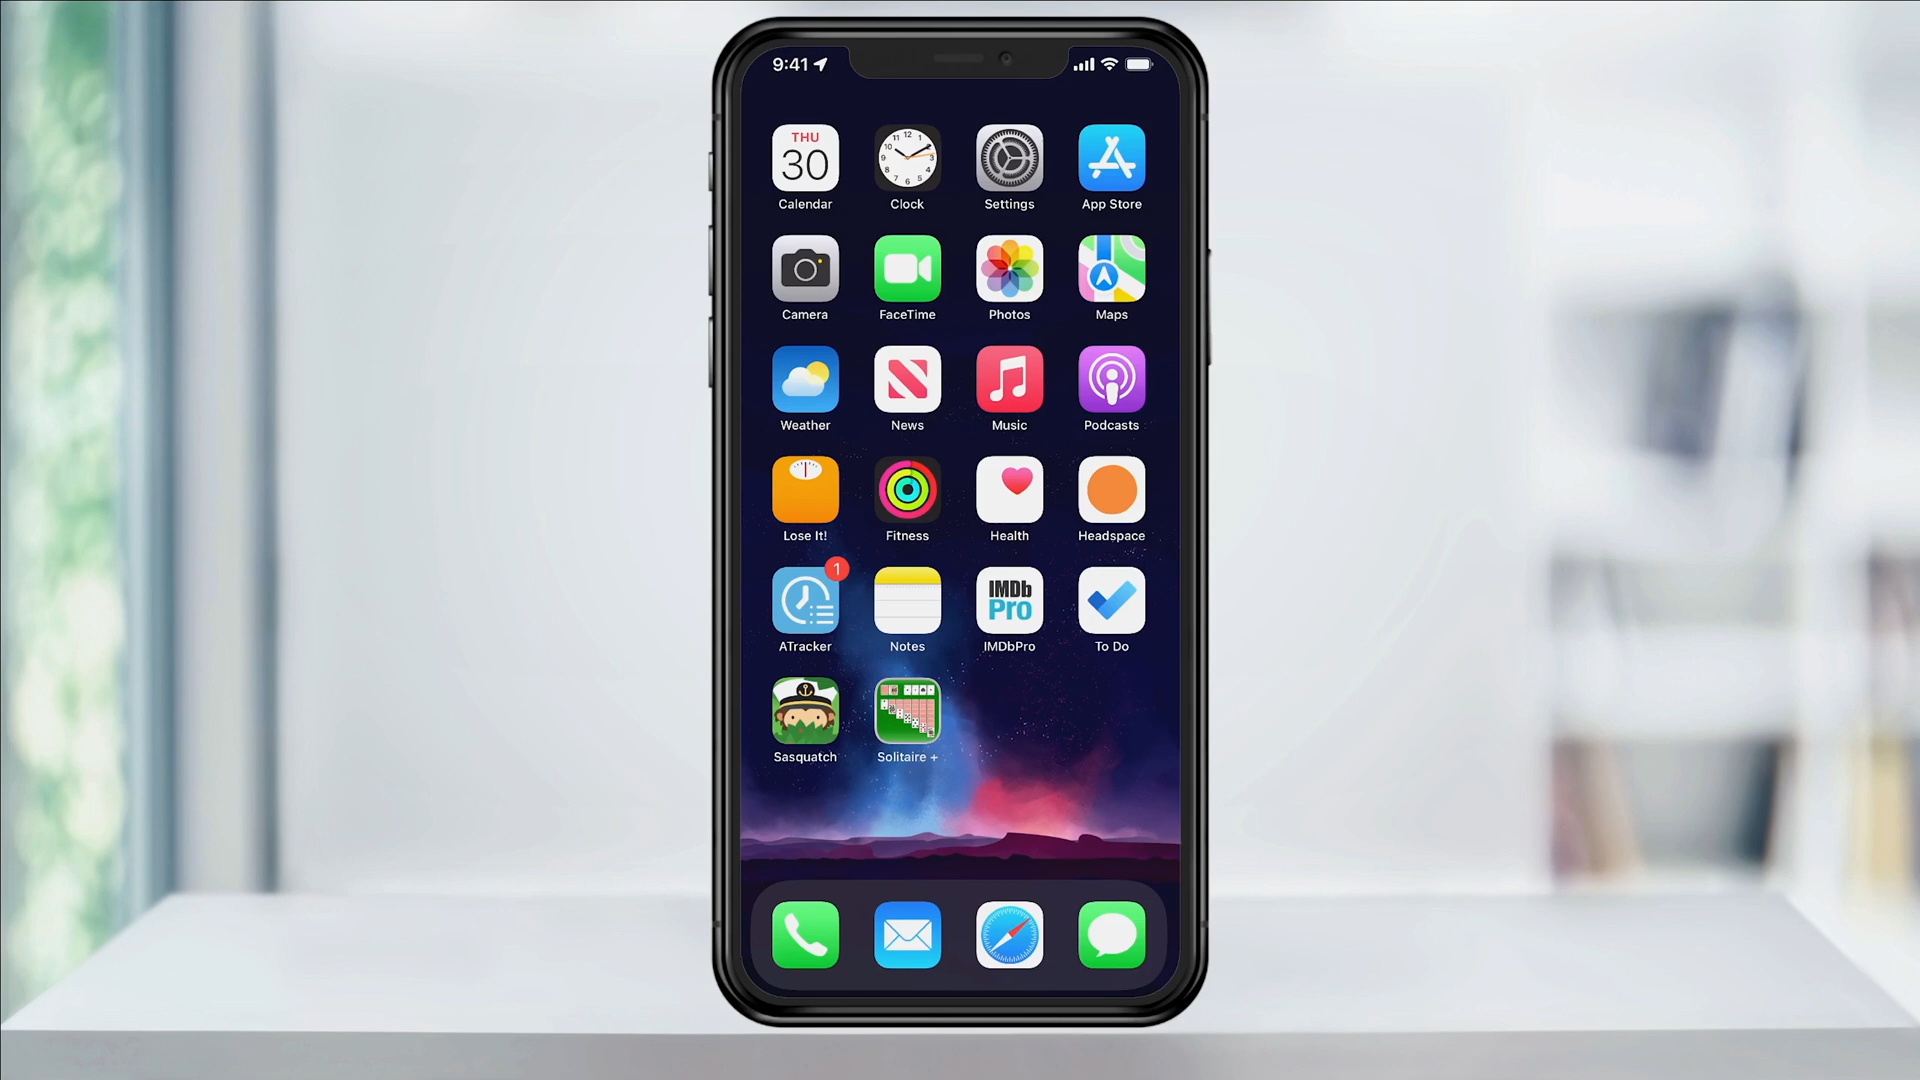 9:41
THU
30
Calendar
Clock
Settings
App Store
Camera
FaceTime
Photos
Maps
Weather
News
Music
Podcasts
Lose It!
Fitness
Health
Headspace
1
IMDb
Pro
ATracker
Notes
IMDbPro
To Do
Sasquatch
Solitaire +